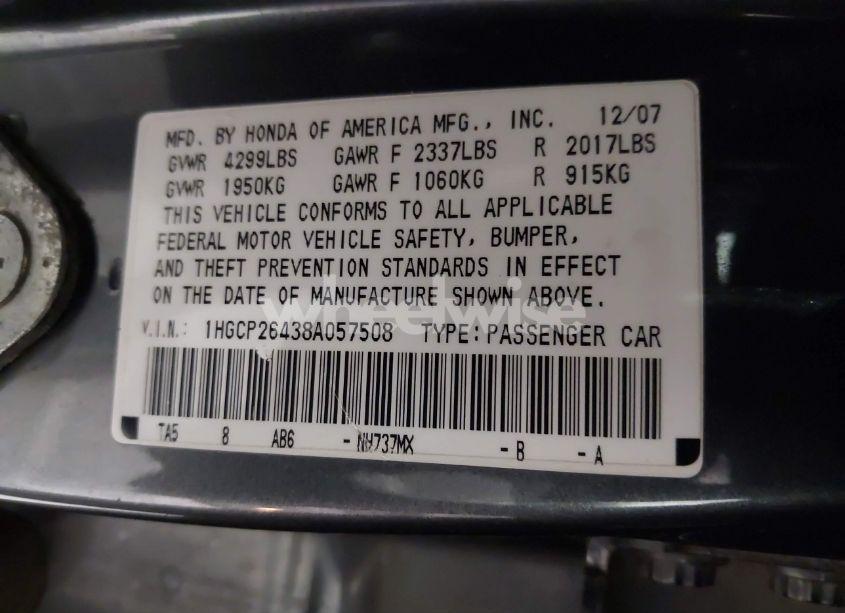 MFD. BY HONDA OF AMERICA MFG., INC. 12/07
GVWR 4299LBS GAWR F 2337LBS R 2017LBS
GVWR 1950KG GAWR F 1060KG R 915KG
THIS VEHICLE CONFORMS TO ALL APPLICABLE
FEDERAL MOTOR VEHICLE SAFETY, BUMPER,
AND THEFT PREVENTION STANDARDS IN EFFECT
ON THE DATE OF MANUFACTURE SHOWN ABOVE.
wheelwise
V.I.N.: 1HGCP26438A057508 TYPE:PASSENGER CAR
TA5 8 AB6 -NH737MX -B -A